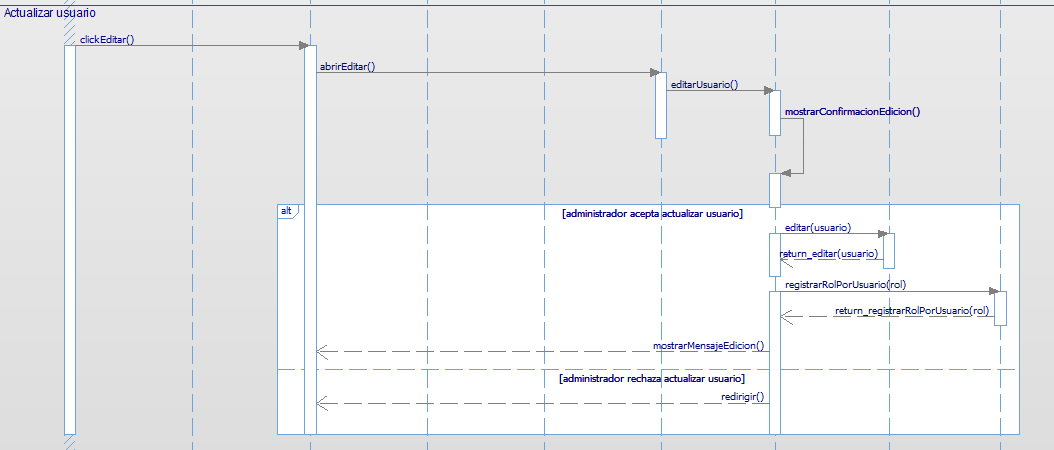 Actualizar usuario
clickEditar()
abrirEditar()
editarUsuario()
mostrarConfirmacionEdicion()
alt
[administrador acepta actualizar usuario]
editar(usuario)
return_editar(usuario)
registrarRolPorUsuario(rol)
return_registrarRolPorUsuario(rol)
mostrarMensajeEdicion()
[administrador rechaza actualizar usuario]
redirigir()